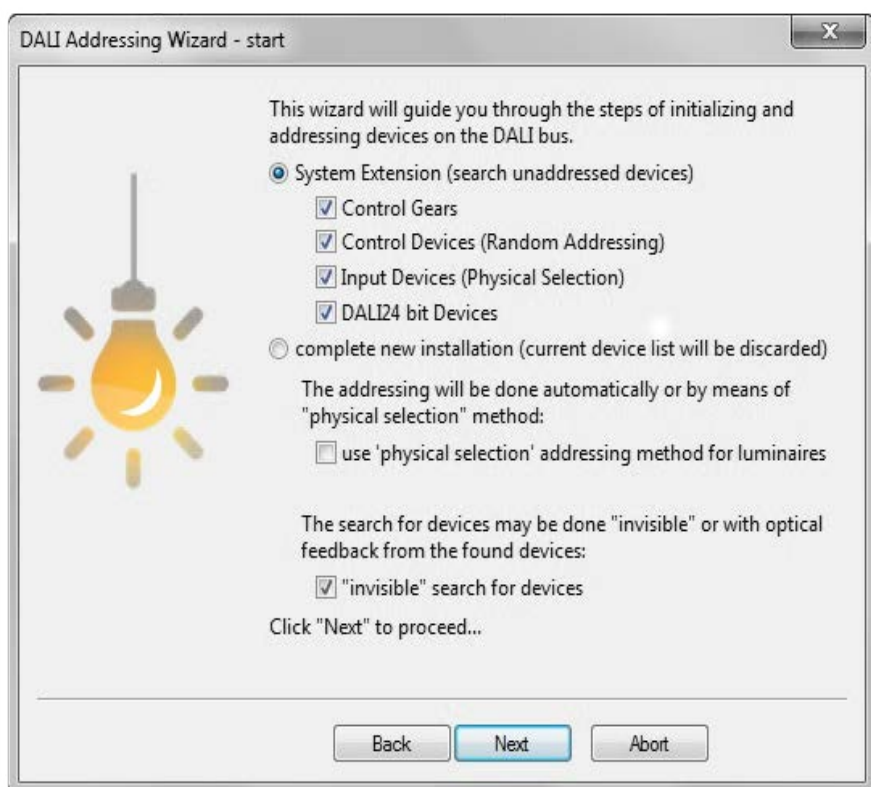 DALI Addressing Wizard - start
X
This wizard will guide you through the steps of initializing and
addressing devices on the DALI bus.
System Extension (search unaddressed devices)
Control Gears
Control Devices (Random Addressing)
Input Devices (Physical Selection)
DALI24 bit Devices
complete new installation (current device list will be discarded)
The addressing will be done automatically or by means of
"physical selection" method:
use 'physical selection' addressing method for luminaires
The search for devices may be done "invisible" or with optical
feedback from the found devices:
"invisible" search for devices
Click "Next" to proceed...
Back Next Abort